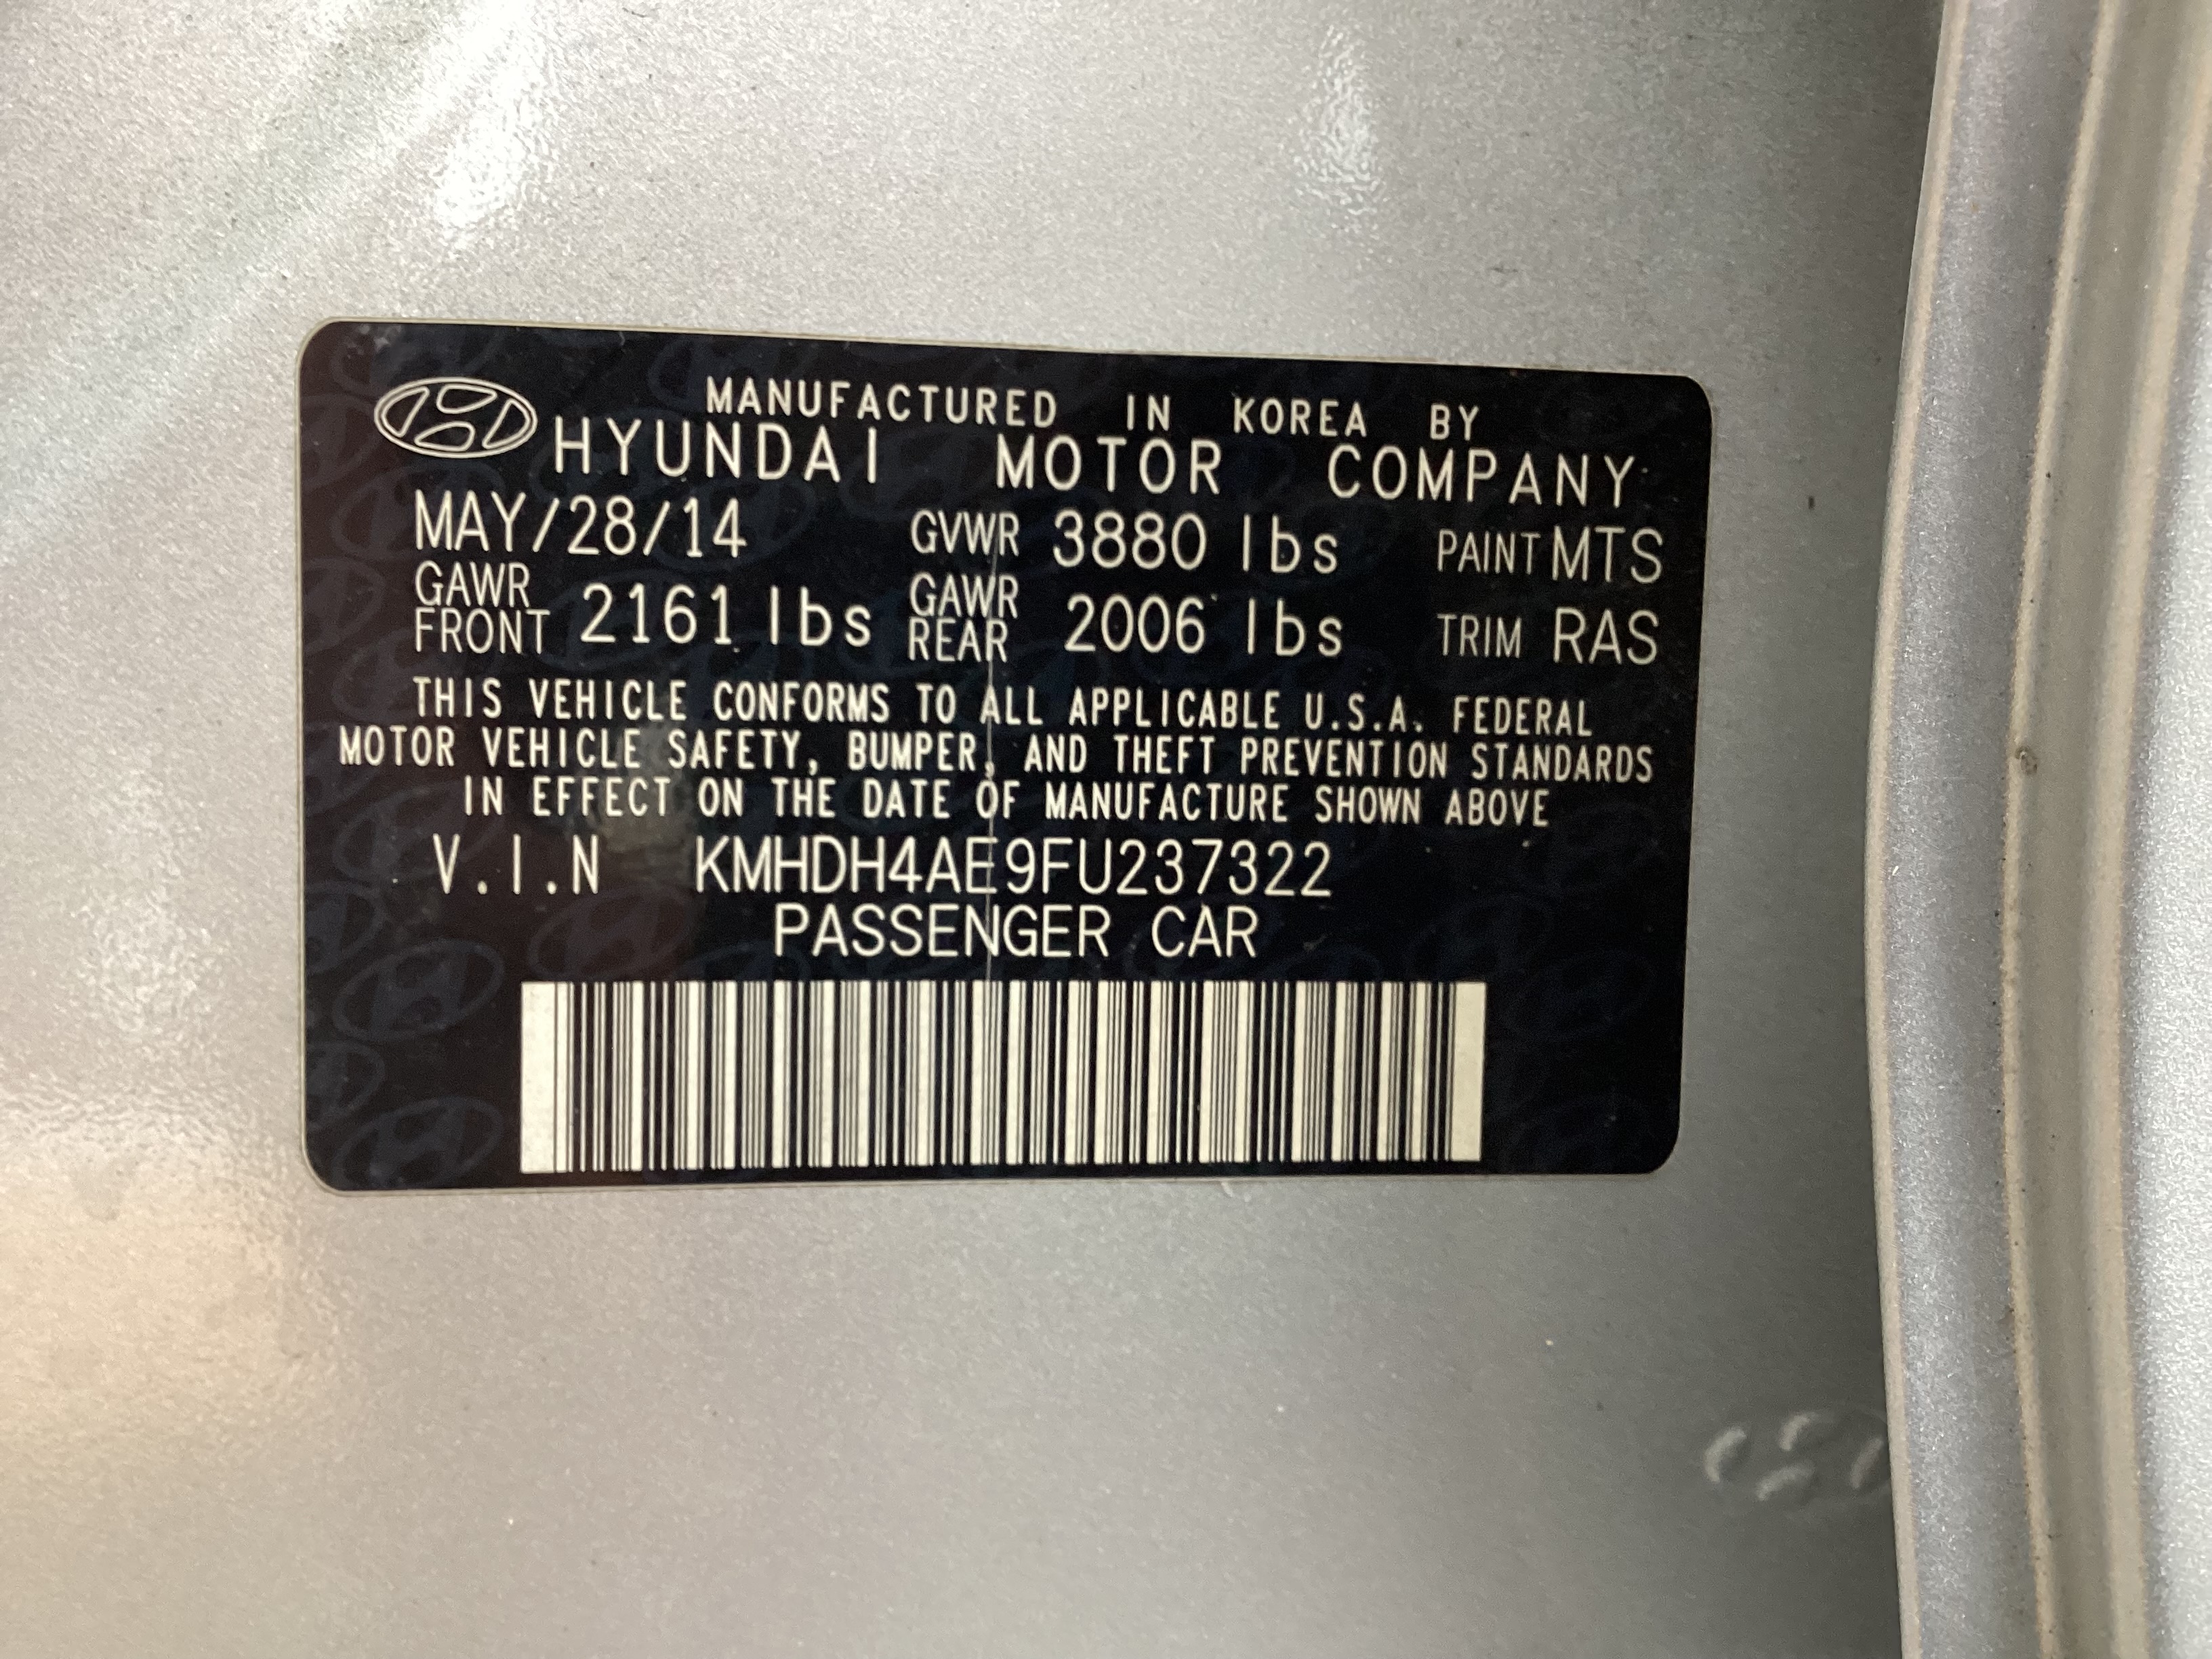 MANUFACTURED IN KOREA BY
HYUNDAI MOTOR COMPANY
MAY/28/14 GVWR 3880 lbs PAINT MTS
GAWR FRONT 2161 lbs GAWR REAR 2006 lbs TRIM RAS
THIS VEHICLE CONFORMS TO ALL APPLICABLE U.S.A. FEDERAL
MOTOR VEHICLE SAFETY, BUMPER, AND THEFT PREVENTION STANDARDS
IN EFFECT ON THE DATE OF MANUFACTURE SHOWN ABOVE
V.I.N KMHDH4AE9FU237322
PASSENGER CAR